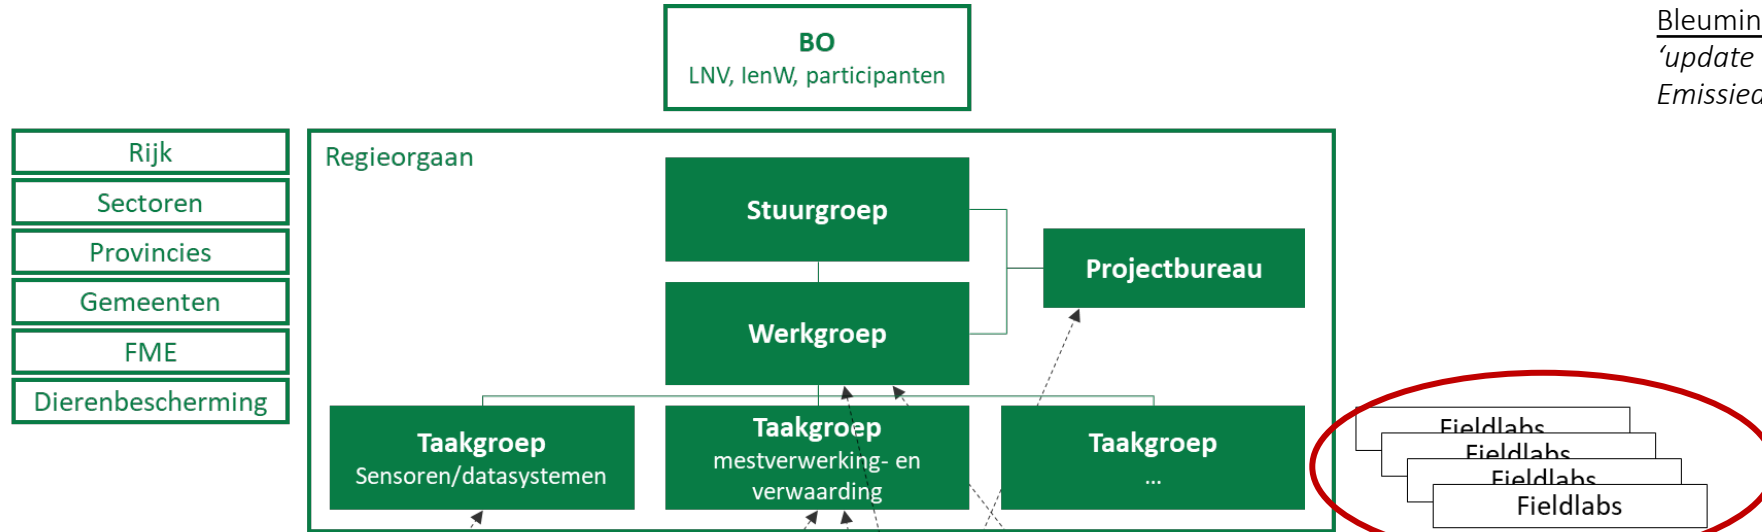 BO
LNV, IenW, participanten
Bleumin
‘update
Emissied
Rijk
Sectoren
Provincies
Gemeenten
FME
Dierenbescherming
Regieorgaan
Stuurgroep
Projectbureau
Werkgroep
Taakgroep
Sensoren/datasystemen
Taakgroep
mestverwerking- en
verwaarding
Taakgroep
...
Fieldlabs
Fieldlabs
Fieldlabs
Fieldlabs